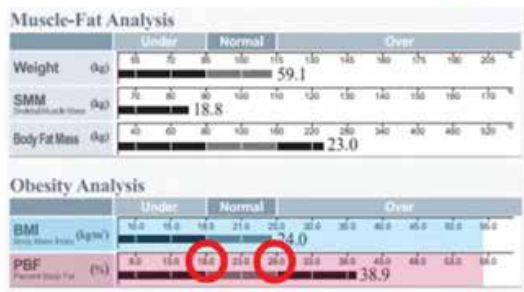 Muscle-Fat Analysis
Under Normal Over
Weight (kg) 55 70 85 100 115 130 145 160 175 190 205 %
59.1
SMM (kg) 70 80 90 100 110 120 130 140 150 160 170 %
Skeletal Muscle Mass
18.8
Body Fat Mass (kg) 40 60 80 100 160 220 280 340 400 460 520 %
23.0
Obesity Analysis
Under Normal Over
BMI (kg/m²) 10.0 15.0 21.0 25.0 30.0 35.0 40.0 45.0 50.0 55.0
Body Mass Index
24.0
PBF (%) 8.0 13.0 18.0 23.0 28.0 33.0 38.0 43.0 48.0 53.0 58.0
Percent Body Fat
38.9